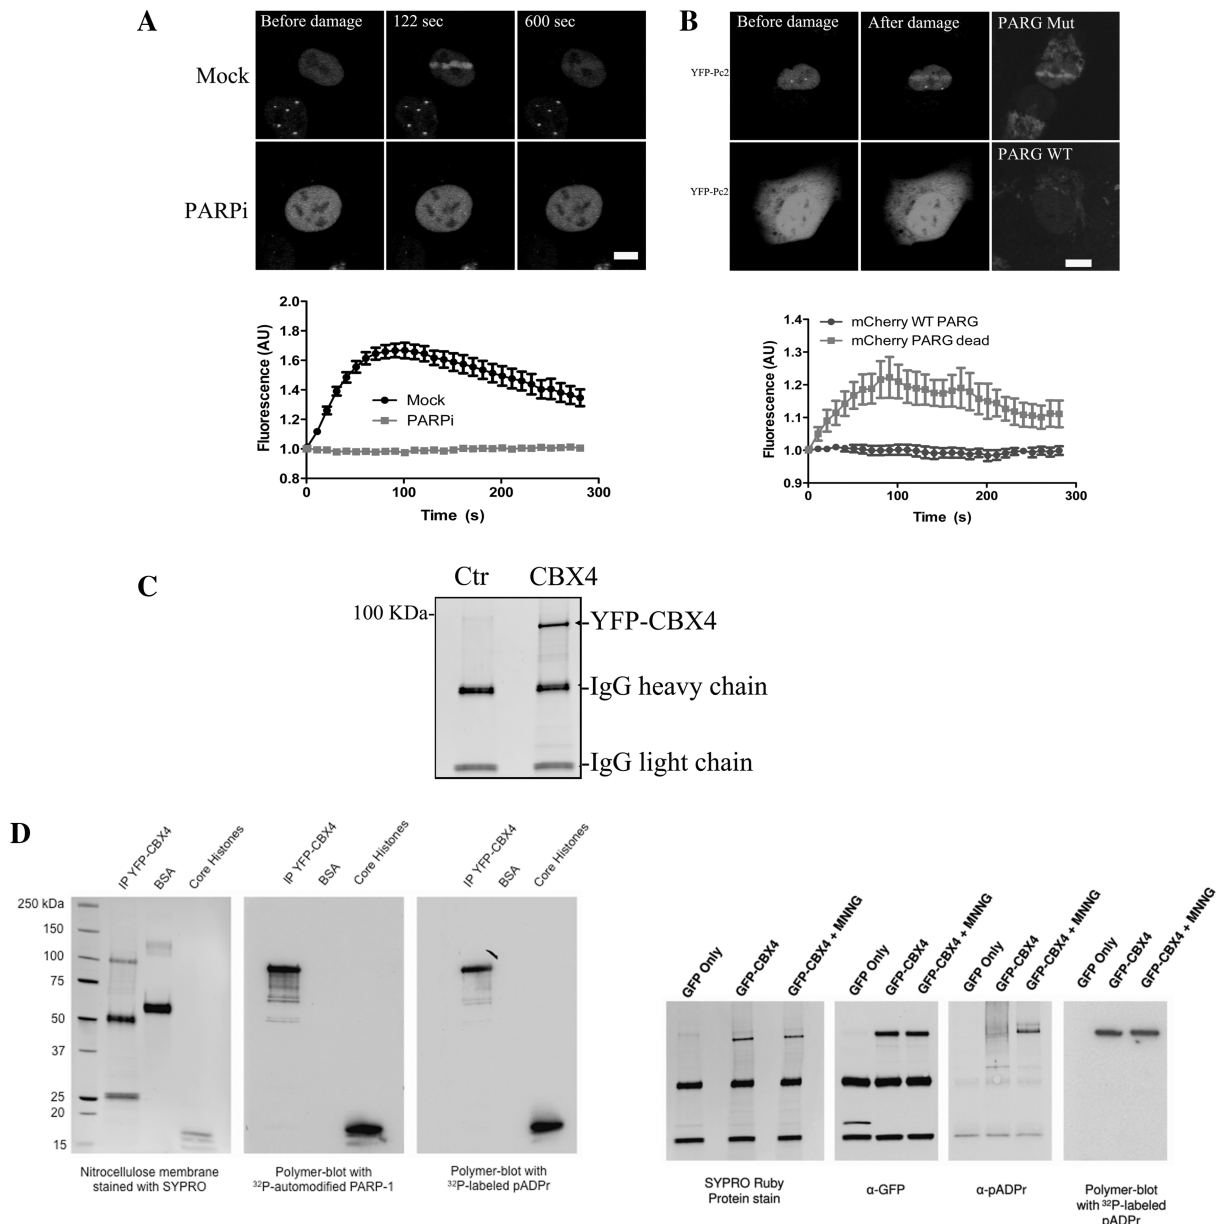 A
Before damage
122 sec
600 sec
Mock
PARPi
Fluorescence (AU)
2.0
1.8
1.6
1.4
1.2
1.0
0.8
Mock
PARPi
0
100
200
300
Time (s)
B
Before damage
After damage
PARG Mut
YFP-Pc2
PARG WT
YFP-Pc2
Fluorescence (AU)
1.4
1.3
1.2
1.1
1.0
0.9
mCherry WT PARG
mCherry PARG dead
0
100
200
300
Time (s)
C
Ctr
CBX4
100 KDa-
YFP-CBX4
IgG heavy chain
IgG light chain
D
IP YFP-CBX4
BSA
Core Histones
IP YFP-CBX4
BSA
Core Histones
IP YFP-CBX4
BSA
Core Histones
250 kDa
150
100
75
50
37
25
20
15
Nitrocellulose membrane
stained with SYPRO
Polymer-blot with
³²P-automodified PARP-1
Polymer-blot with
³²P-labeled pADPr
GFP Only
GFP-CBX4
GFP-CBX4 + MNNG
GFP Only
GFP-CBX4
GFP-CBX4 + MNNG
GFP Only
GFP-CBX4
GFP-CBX4 + MNNG
GFP Only
GFP-CBX4
GFP-CBX4 + MNNG
SYPRO Ruby
Protein stain
α-GFP
α-pADPr
Polymer-blot
with ³²P-labeled
pADPr